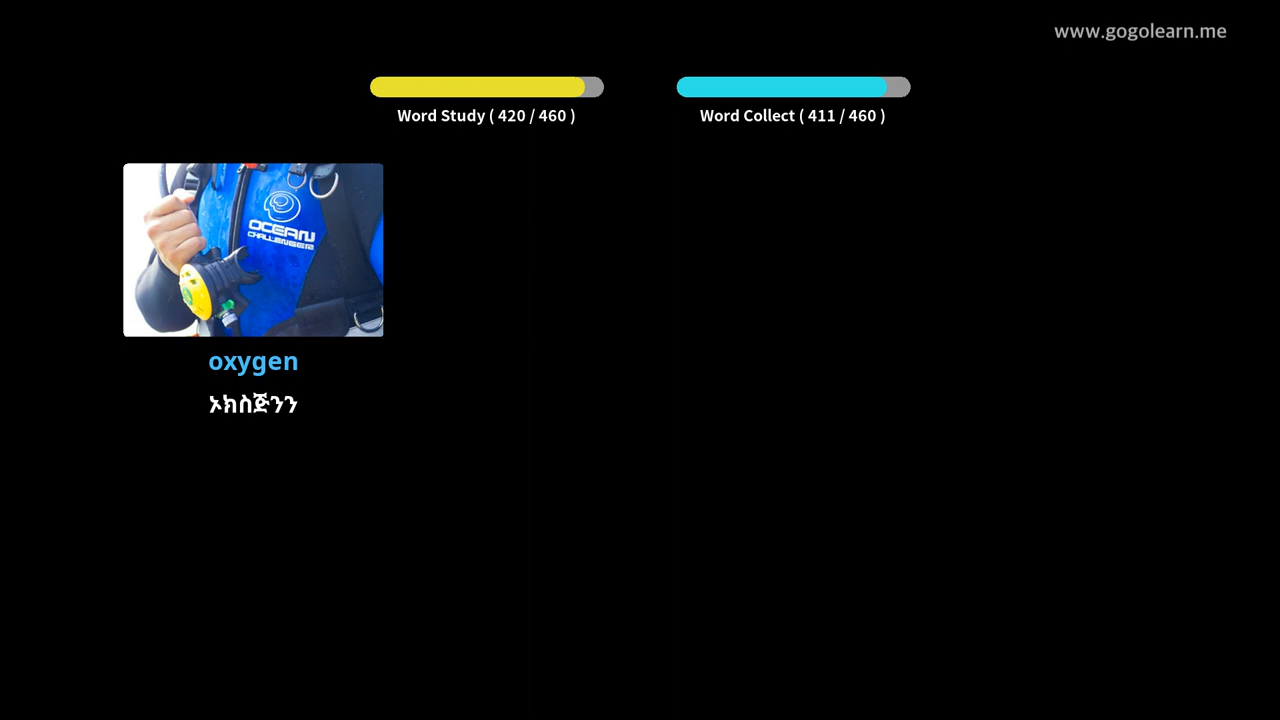 www.gogolearn.me
Word Study ( 420 / 460 )
Word Collect ( 411 / 460 )
OCEAN
CHALLENGER
oxygen
ኦክስጅንን